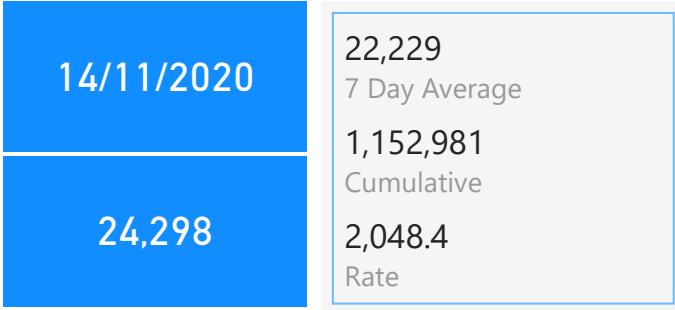 14/11/2020
24,298
22,229
7 Day Average
1,152,981
Cumulative
2,048.4
Rate